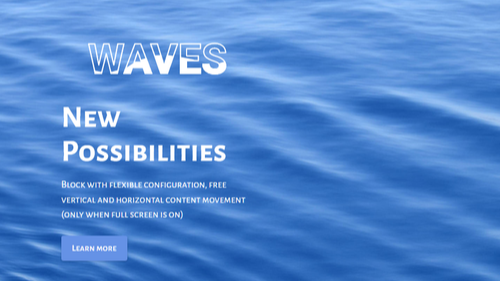 WAVES
New
Possibilities
Block with flexible configuration, free
vertical and horizontal content movement
(only when full screen is on)
Learn more